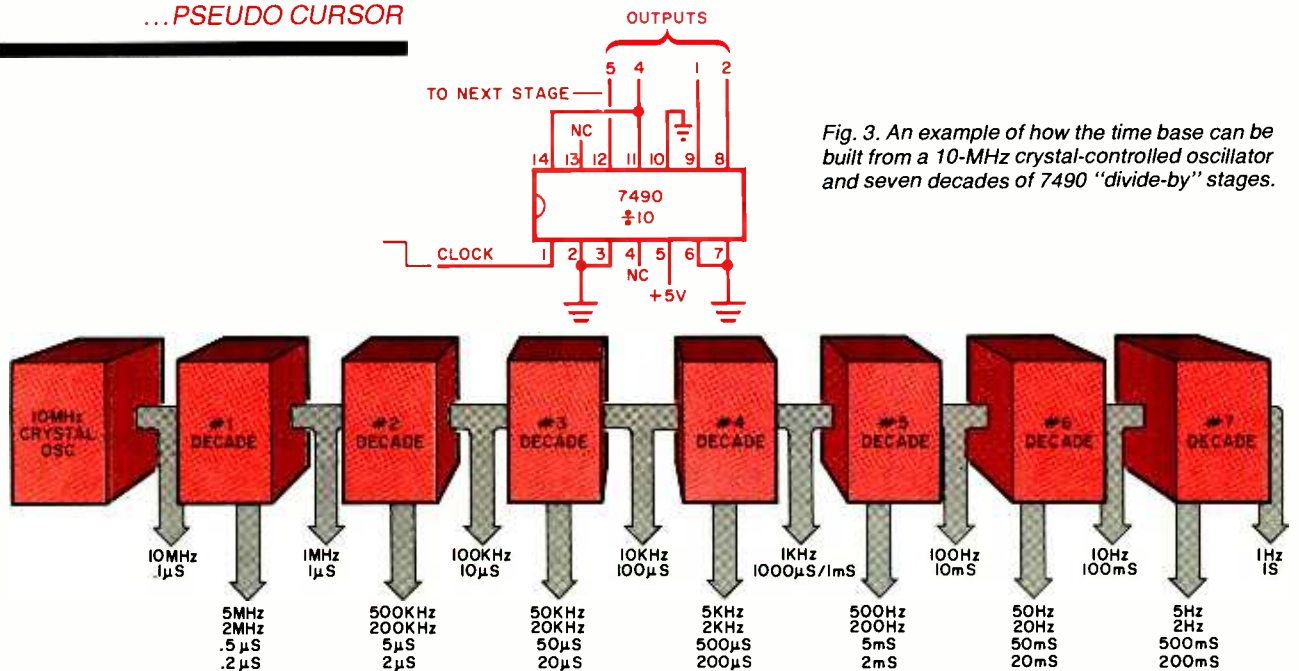 ...PSEUDO CURSOR
OUTPUTS
5 4 1 2
TO NEXT STAGE
NC
14 13 12 11 10 9 8
7490
÷10
CLOCK
1 2 3 4 5 6 7
NC
+5V
Fig. 3. An example of how the time base can be
built from a 10-MHz crystal-controlled oscillator
and seven decades of 7490 "divide-by" stages.
10MHz
CRYSTAL
OSC
#1
DECADE
#2
DECADE
#3
DECADE
#4
DECADE
#5
DECADE
#6
DECADE
#7
DECADE
10MHz
.1µS
1MHz
1µS
100KHz
10µS
10KHz
100µS
1KHz
1000µS/1mS
100Hz
10mS
10Hz
100mS
1Hz
1S
5MHz
2MHz
.5µS
.2µS
500KHz
200KHz
5µS
2µS
50KHz
20KHz
50µS
20µS
5KHz
2KHz
500µS
200µS
500Hz
200Hz
5mS
2mS
50Hz
20Hz
50mS
20mS
5Hz
2Hz
500mS
200mS